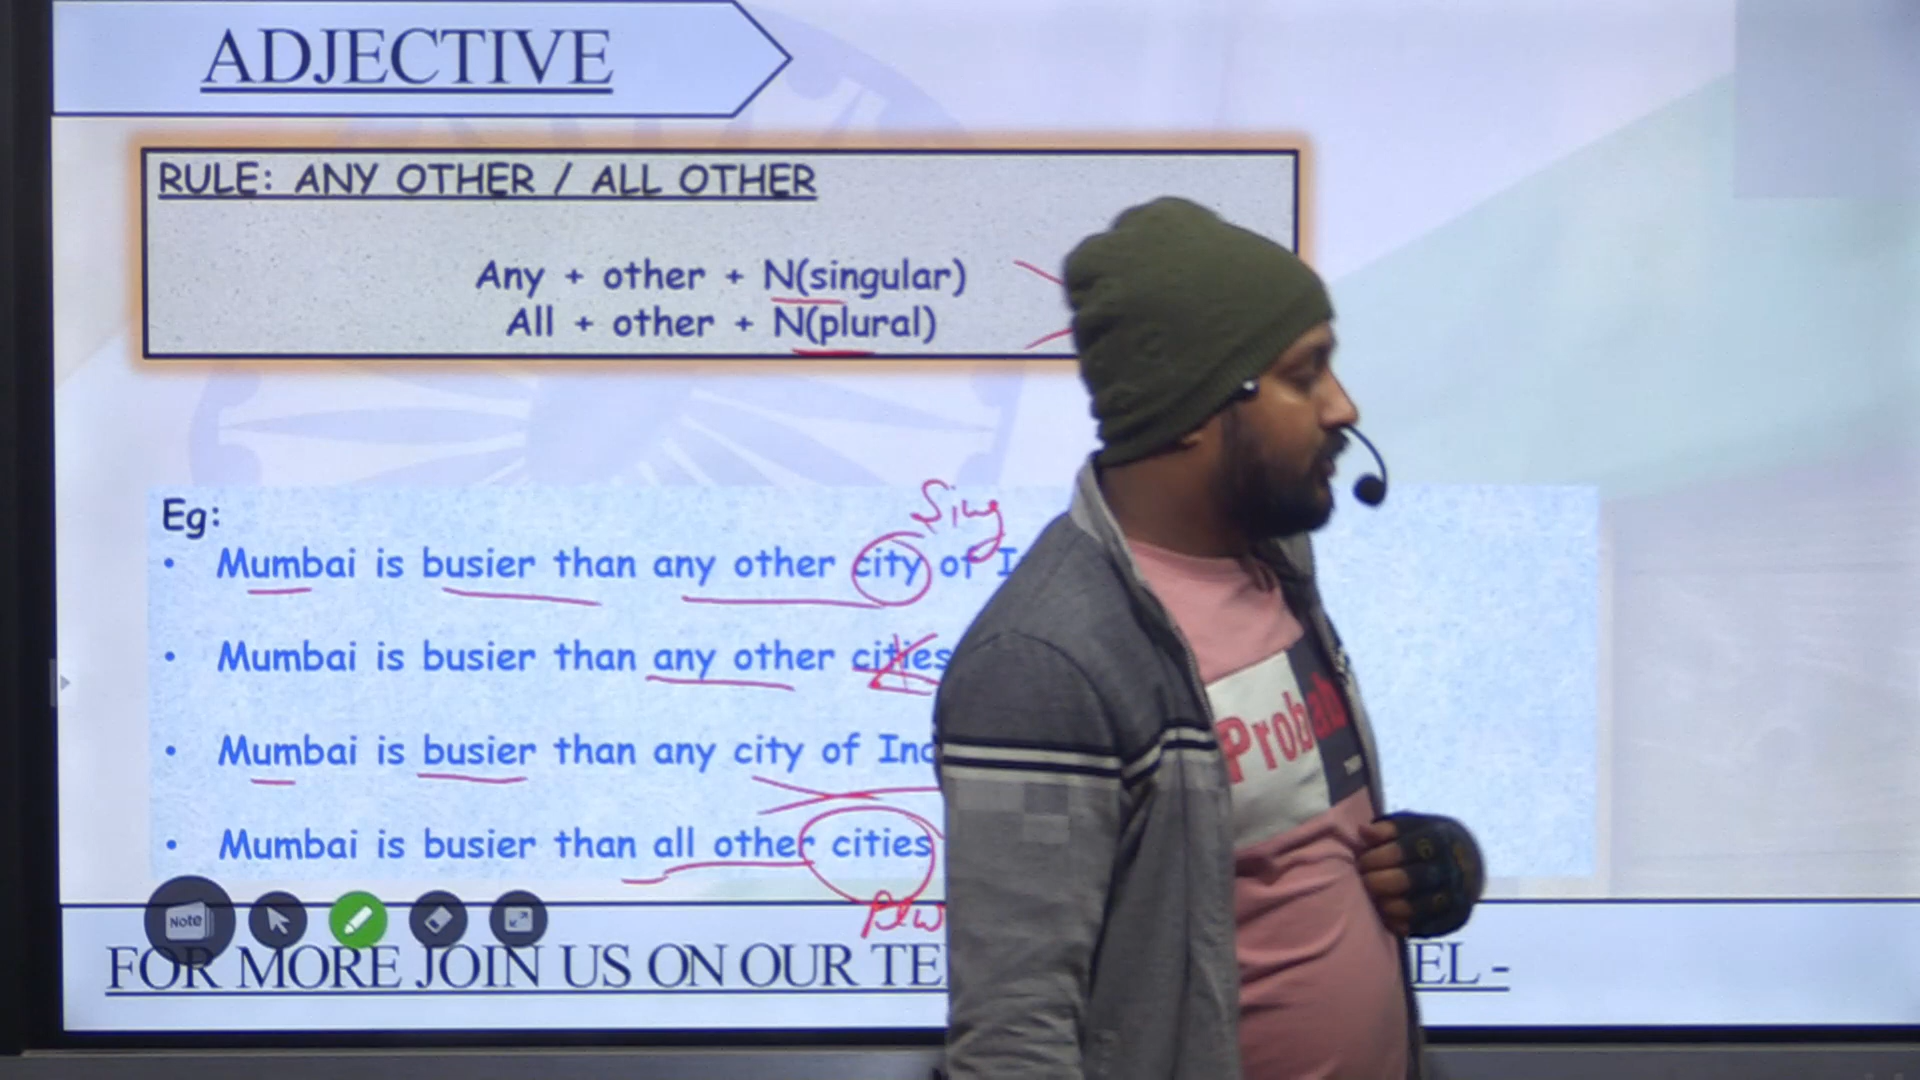 ADJECTIVE
RULE: ANY OTHER / ALL OTHER
Any + other + N(singular)
All + other + N(plural)
Eg:
Sing
• Mumbai is busier than any other city of
• Mumbai is busier than any other cities
• Mumbai is busier than any city of
• Mumbai is busier than all other cities
Note
FOR MORE JOIN US ON OUR